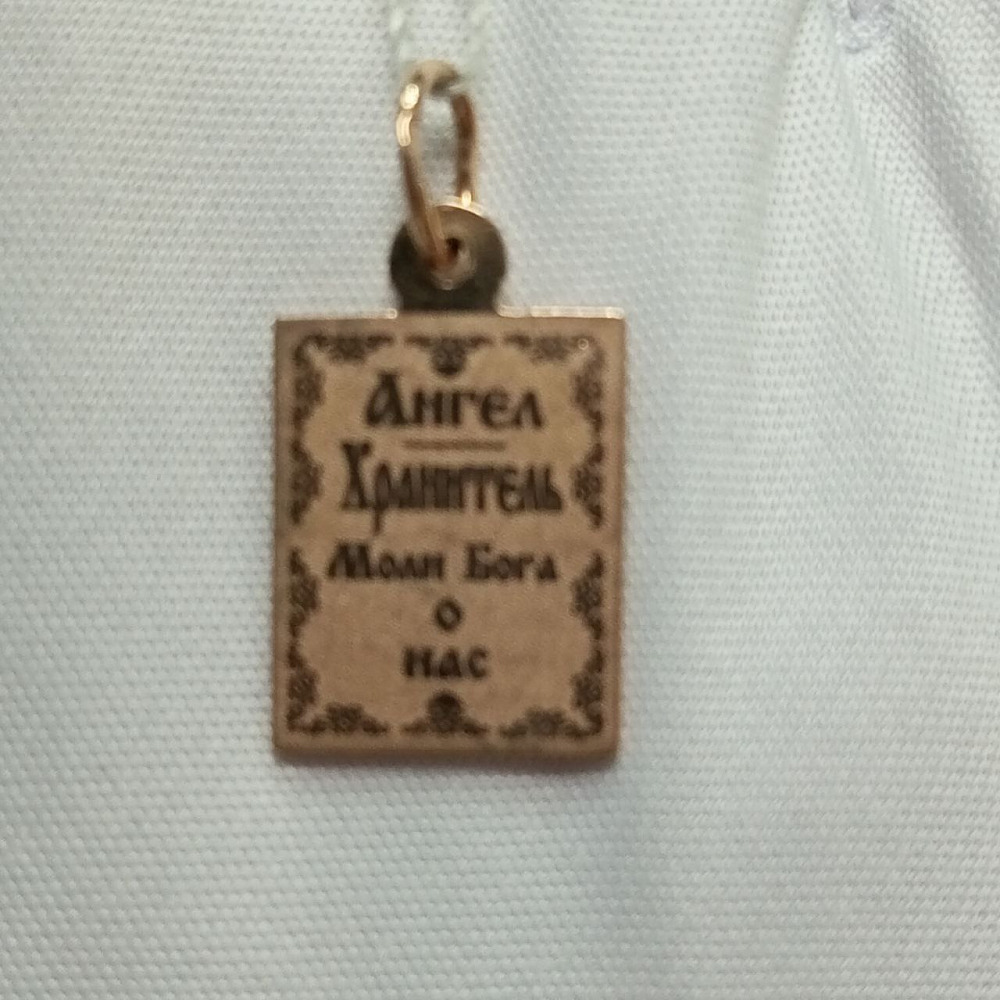 Ангел
Хранитель
Моли Бога
о
нас